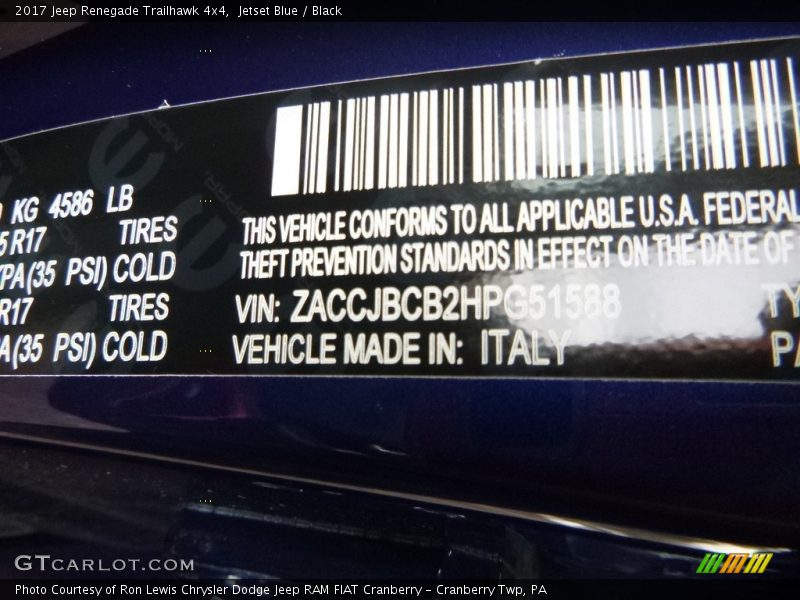 2017 Jeep Renegade Trailhawk 4x4, Jetset Blue / Black
KG 4586 LB
R17 TIRES
(35 PSI) COLD
R17 TIRES
(35 PSI) COLD
THIS VEHICLE CONFORMS TO ALL APPLICABLE U.S.A. FEDERAL
THEFT PREVENTION STANDARDS IN EFFECT ON THE DATE OF
VIN: ZACCJBCB2HPG51588
VEHICLE MADE IN: ITALY
GTCARLOT.COM
Photo Courtesy of Ron Lewis Chrysler Dodge Jeep RAM FIAT Cranberry – Cranberry Twp, PA